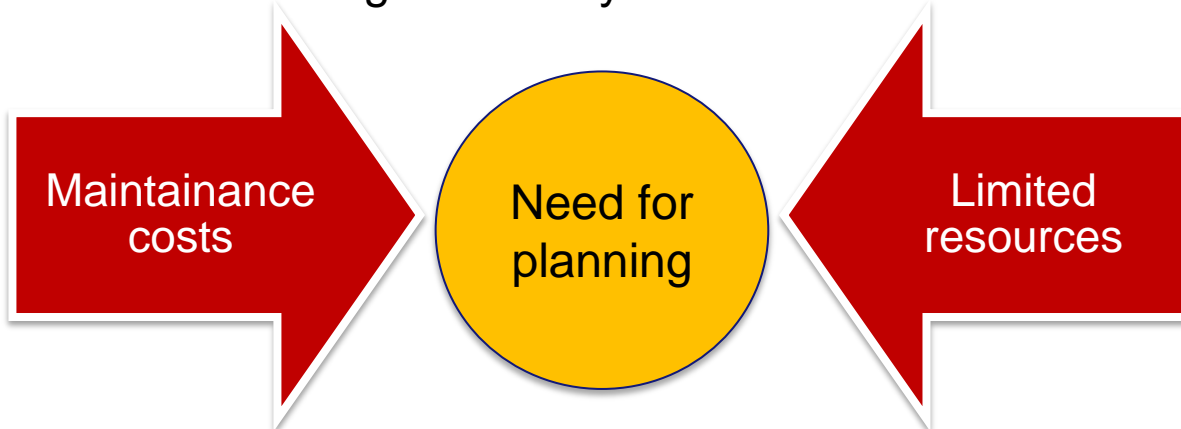 Maintainance
costs
Need for
planning
Limited
resources